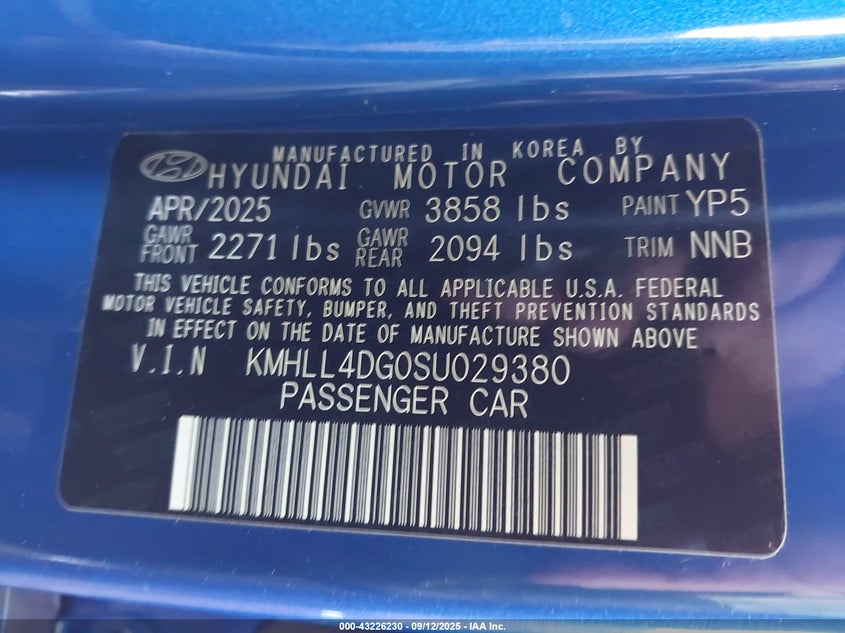 MANUFACTURED IN KOREA BY
HYUNDAI MOTOR COMPANY
APR/2025 GVWR 3858 lbs PAINT YP5
GAWR FRONT 2271 lbs GAWR REAR 2094 lbs TRIM NNB
THIS VEHICLE CONFORMS TO ALL APPLICABLE U.S.A. FEDERAL
MOTOR VEHICLE SAFETY, BUMPER, AND THEFT PREVENTION STANDARDS
IN EFFECT ON THE DATE OF MANUFACTURE SHOWN ABOVE
V.I.N KMHLL4DG0SU029380
PASSENGER CAR
000-43226230 - 09/12/2025 - IAA Inc.